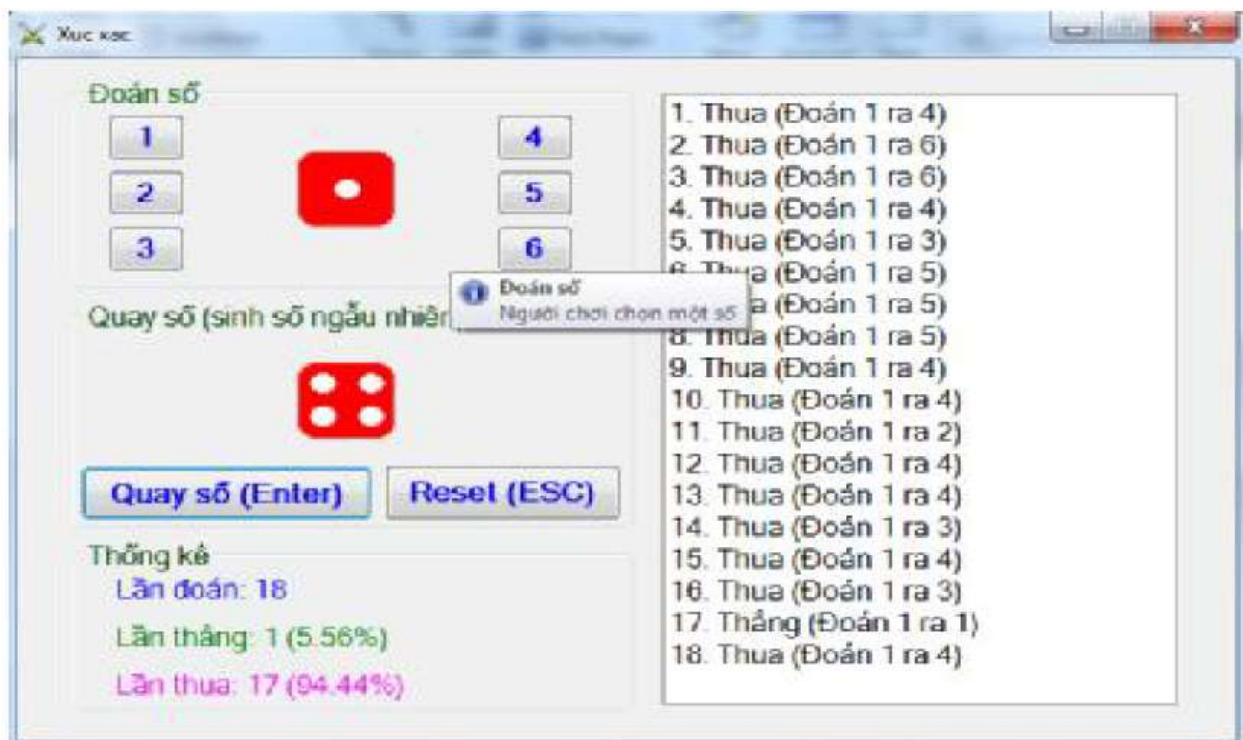 Xuc xac
Đoán số
1
2
3
4
5
6
Đoán số
Người chơi chọn một số
Quay số (sinh số ngẫu nhiên
Quay số (Enter)
Reset (ESC)
Thống kê
Lần đoán: 18
Lần thắng: 1 (5.56%)
Lần thua: 17 (94.44%)
1. Thua (Đoán 1 ra 4)
2. Thua (Đoán 1 ra 6)
3. Thua (Đoán 1 ra 6)
4. Thua (Đoán 1 ra 4)
5. Thua (Đoán 1 ra 3)
6. Thua (Đoán 1 ra 5)
(Đoán 1 ra 5)
8. Thua (Đoán 1 ra 5)
9. Thua (Đoán 1 ra 4)
10. Thua (Đoán 1 ra 4)
11. Thua (Đoán 1 ra 2)
12. Thua (Đoán 1 ra 4)
13. Thua (Đoán 1 ra 4)
14. Thua (Đoán 1 ra 3)
15. Thua (Đoán 1 ra 4)
16. Thua (Đoán 1 ra 3)
17. Thắng (Đoán 1 ra 1)
18. Thua (Đoán 1 ra 4)